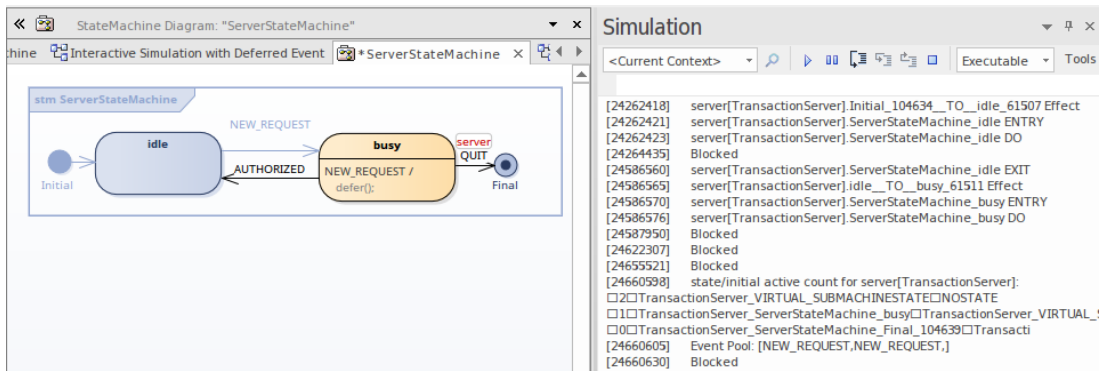 StateMachine Diagram: "ServerStateMachine"
hine
Interactive Simulation with Deferred Event
*ServerStateMachine
stm ServerStateMachine
NEW_REQUEST
idle
busy
server
QUIT
AUTHORIZED
NEW_REQUEST /
defer();
Initial
Final
Simulation
<Current Context>
Executable
Tools
[24262418] server[TransactionServer].Initial_104634__TO__idle_61507 Effect
[24262421] server[TransactionServer].ServerStateMachine_idle ENTRY
[24262423] server[TransactionServer].ServerStateMachine_idle DO
[24264435] Blocked
[24586560] server[TransactionServer].ServerStateMachine_idle EXIT
[24586565] server[TransactionServer].idle__TO__busy_61511 Effect
[24586570] server[TransactionServer].ServerStateMachine_busy ENTRY
[24586576] server[TransactionServer].ServerStateMachine_busy DO
[24587950] Blocked
[24622307] Blocked
[24655521] Blocked
[24660598] state/initial active count for server[TransactionServer]:
□2□TransactionServer_VIRTUAL_SUBMACHINESTATE□NOSTATE
□1□TransactionServer_ServerStateMachine_busy□TransactionServer_VIRTUAL_S
□0□TransactionServer_ServerStateMachine_Final_104639□Transacti
[24660605] Event Pool: [NEW_REQUEST,NEW_REQUEST,]
[24660630] Blocked